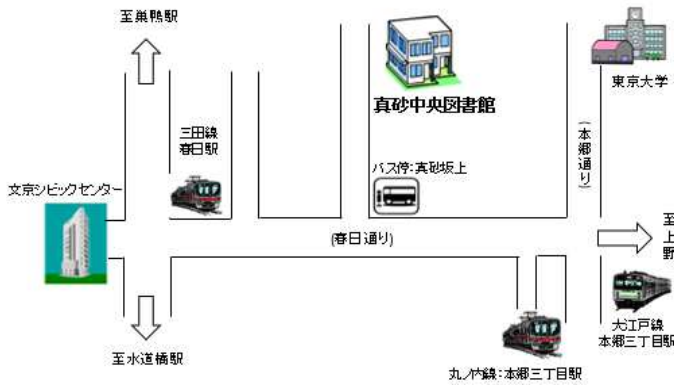 至巣鴨駅
東京大学
真砂中央図書館
三田線
春日駅
(本郷通り)
バス停:真砂坂上
文京シビックセンター
(春日通り)
至上野
大江戸線
本郷三丁目駅
至水道橋駅
丸ノ内線:本郷三丁目駅